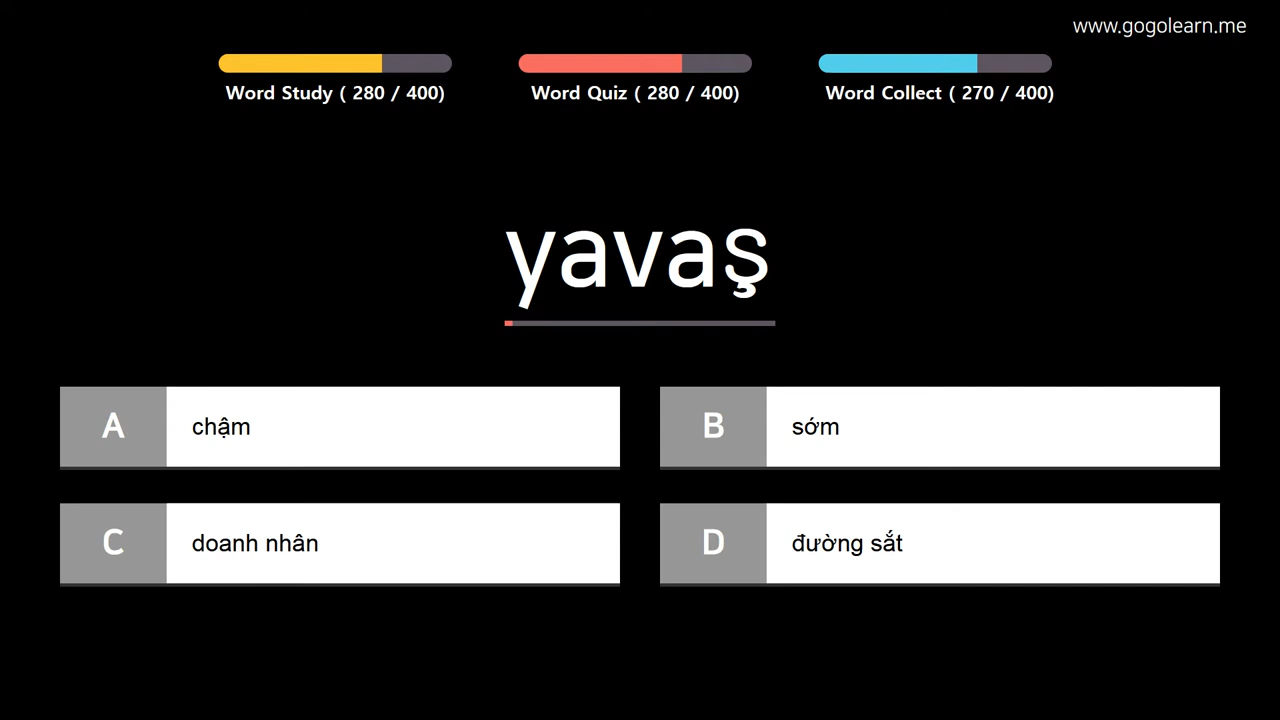 www.gogolearn.me
Word Study ( 280 / 400)
Word Quiz ( 280 / 400)
Word Collect ( 270 / 400)
yavaş
A chậm
B sớm
C doanh nhân
D đường sắt